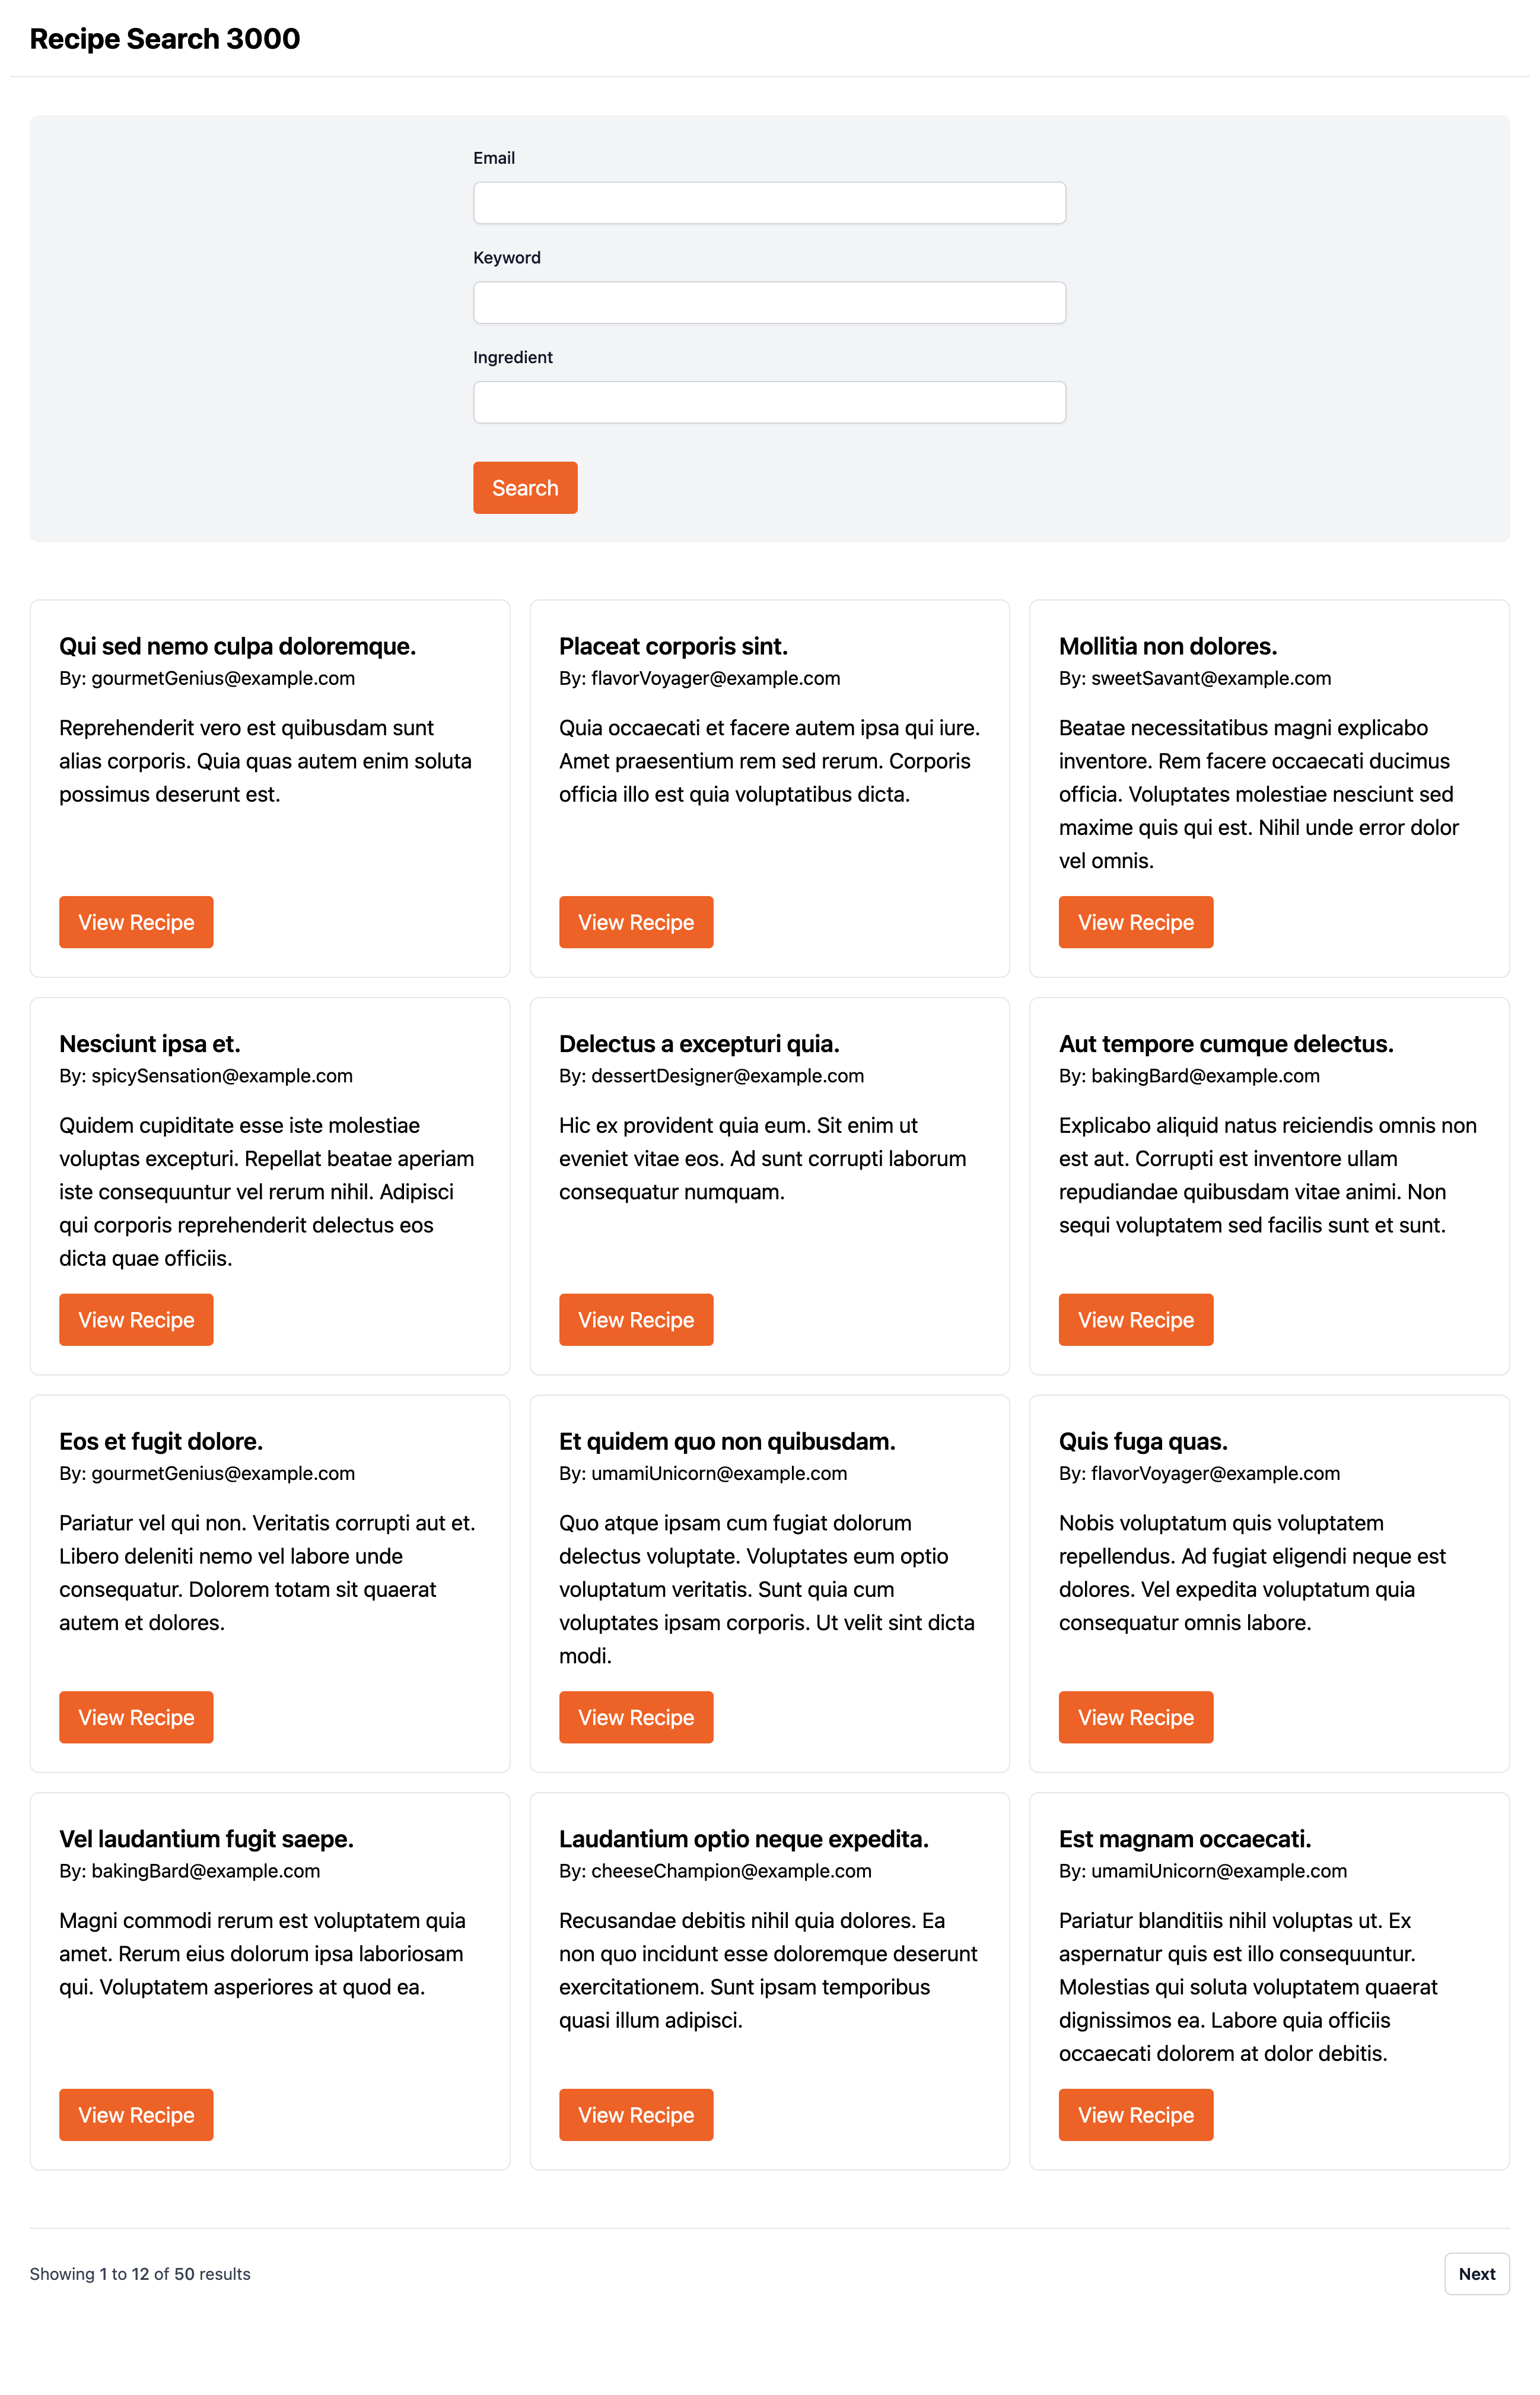 Recipe Search 3000
Email
Keyword
Ingredient
Search
Qui sed nemo culpa doloremque.
By: gourmetGenius@example.com
Reprehenderit vero est quibusdam sunt
alias corporis. Quia quas autem enim soluta
possimus deserunt est.
View Recipe
Placeat corporis sint.
By: flavorVoyager@example.com
Quia occaecati et facere autem ipsa qui iure.
Amet praesentium rem sed rerum. Corporis
officia illo est quia voluptatibus dicta.
View Recipe
Mollitia non dolores.
By: sweetSavant@example.com
Beatae necessitatibus magni explicabo
inventore. Rem facere occaecati ducimus
officia. Voluptates molestiae nesciunt sed
maxime quis qui est. Nihil unde error dolor
vel omnis.
View Recipe
Nesciunt ipsa et.
By: spicySensation@example.com
Quidem cupiditate esse iste molestiae
voluptas excepturi. Repellat beatae aperiam
iste consequuntur vel rerum nihil. Adipisci
qui corporis reprehenderit delectus eos
dicta quae officiis.
View Recipe
Delectus a excepturi quia.
By: dessertDesigner@example.com
Hic ex provident quia eum. Sit enim ut
eveniet vitae eos. Ad sunt corrupti laborum
consequatur numquam.
View Recipe
Aut tempore cumque delectus.
By: bakingBard@example.com
Explicabo aliquid natus reiciendis omnis non
est aut. Corrupti est inventore ullam
repudiandae quibusdam vitae animi. Non
sequi voluptatem sed facilis sunt et sunt.
View Recipe
Eos et fugit dolore.
By: gourmetGenius@example.com
Pariatur vel qui non. Veritatis corrupti aut et.
Libero deleniti nemo vel labore unde
consequatur. Dolorem totam sit quaerat
autem et dolores.
View Recipe
Et quidem quo non quibusdam.
By: umamiUnicorn@example.com
Quo atque ipsam cum fugiat dolorum
delectus voluptate. Voluptates eum optio
voluptatum veritatis. Sunt quia cum
voluptates ipsam corporis. Ut velit sint dicta
modi.
View Recipe
Quis fuga quas.
By: flavorVoyager@example.com
Nobis voluptatum quis voluptatem
repellendus. Ad fugiat eligendi neque est
dolores. Vel expedita voluptatum quia
consequatur omnis labore.
View Recipe
Vel laudantium fugit saepe.
By: bakingBard@example.com
Magni commodi rerum est voluptatem quia
amet. Rerum eius dolorum ipsa laboriosam
qui. Voluptatem asperiores at quod ea.
View Recipe
Laudantium optio neque expedita.
By: cheeseChampion@example.com
Recusandae debitis nihil quia dolores. Ea
non quo incidunt esse doloremque deserunt
exercitationem. Sunt ipsam temporibus
quasi illum adipisci.
View Recipe
Est magnam occaecati.
By: umamiUnicorn@example.com
Pariatur blanditiis nihil voluptas ut. Ex
aspernatur quis est illo consequuntur.
Molestias qui soluta voluptatem quaerat
dignissimos ea. Labore quia officiis
occaecati dolorem at dolor debitis.
View Recipe
Showing 1 to 12 of 50 results
Next